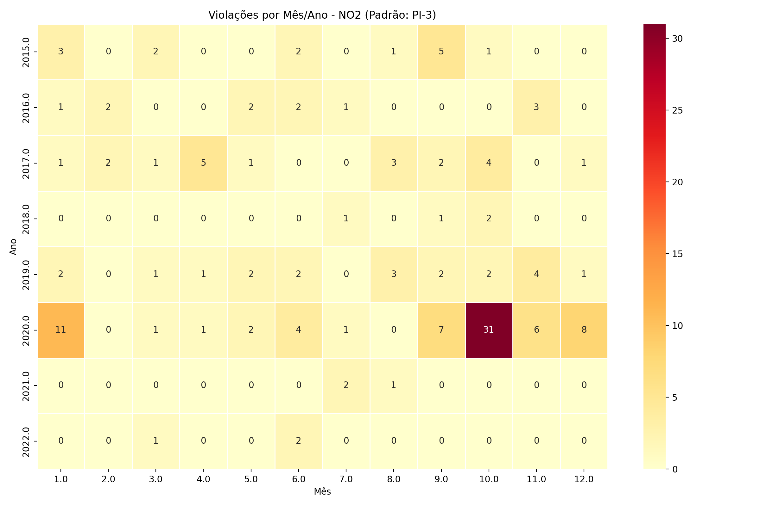 Violações por Mês/Ano - NO2 (Padrão: PI-3)
Ano
2015.0 3 0 2 0 0 2 0 1 5 1 0 0
2016.0 1 2 0 0 2 2 1 0 0 0 3 0
2017.0 1 2 1 5 1 0 0 3 2 4 0 1
2018.0 0 0 0 0 0 0 1 0 1 2 0 0
2019.0 2 0 1 1 2 2 0 3 2 2 4 1
2020.0 11 0 1 1 2 4 1 0 7 31 6 8
2021.0 0 0 0 0 0 0 2 1 0 0 0 0
2022.0 0 0 1 0 0 2 0 0 0 0 0 0
1.0 2.0 3.0 4.0 5.0 6.0 7.0 8.0 9.0 10.0 11.0 12.0
Mês
30
25
20
15
10
5
0